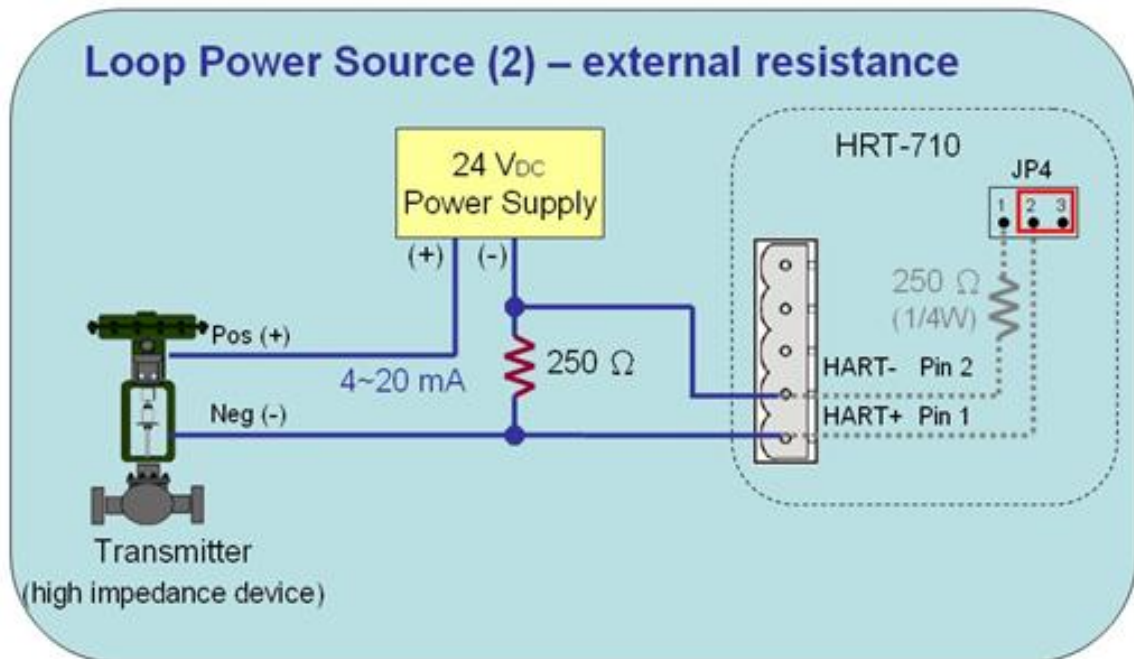 Loop Power Source (2) – external resistance
24 VDC
Power Supply
(+)
(-)
HRT-710
JP4
1 2 3
250 Ω
(1/4W)
Pos (+)
4~20 mA
250 Ω
HART- Pin 2
Neg (-)
HART+ Pin 1
Transmitter
(high impedance device)